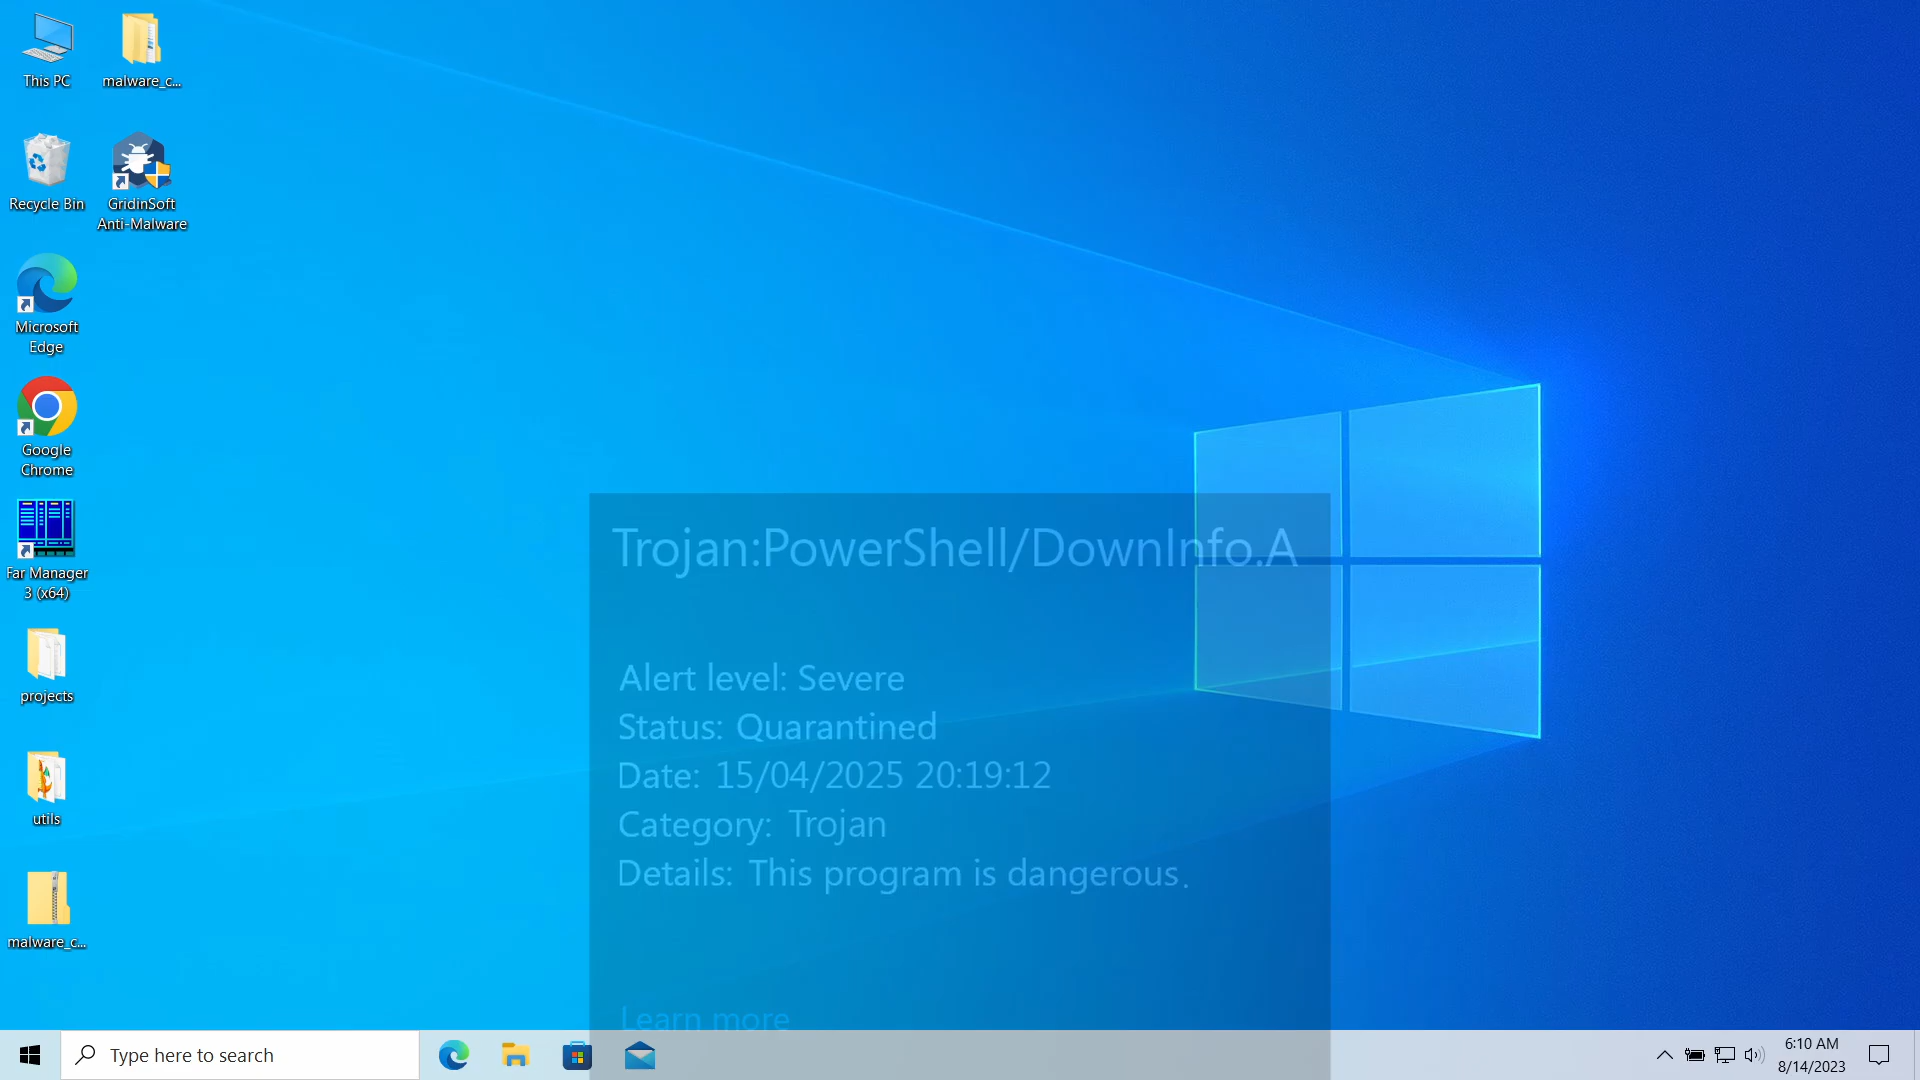 This PC
malware_c...
Recycle Bin
GridinSoft
Anti-Malware
Microsoft
Edge
Google
Chrome
Far Manager
3 (x64)
projects
utils
malware_c...
Trojan:PowerShell/DownInfo.A
Alert level: Severe
Status: Quarantined
Date: 15/04/2025 20:19:12
Category: Trojan
Details: This program is dangerous.
Learn more
Type here to search
6:10 AM
8/14/2023